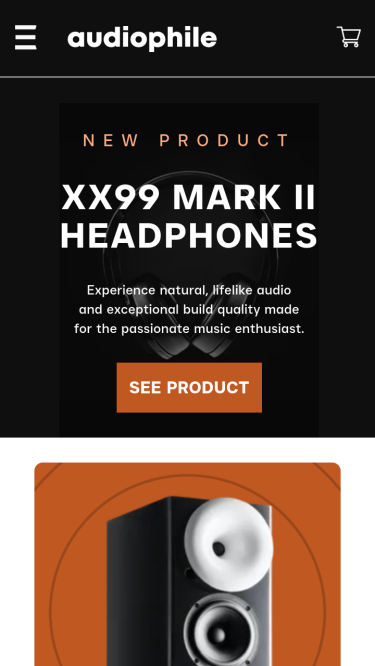 audiophile
NEW PRODUCT
XX99 MARK II
HEADPHONES
Experience natural, lifelike audio
and exceptional build quality made
for the passionate music enthusiast.
SEE PRODUCT